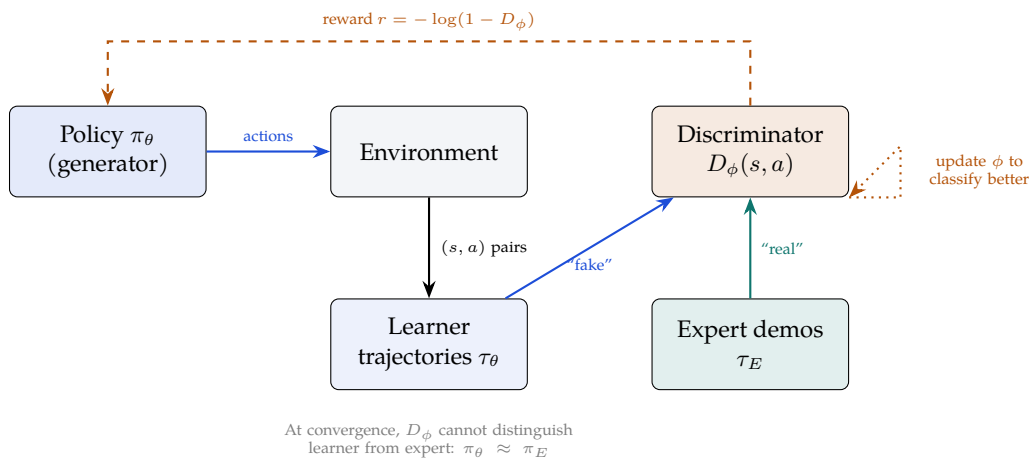 reward r = − log(1 − D_ϕ)
Policy π_θ
(generator)
actions
Environment
Discriminator
D_ϕ(s, a)
update ϕ to
classify better
(s, a) pairs
“fake”
“real”
Learner
trajectories τ_θ
Expert demos
τ_E
At convergence, D_ϕ cannot distinguish
learner from expert: π_θ ≈ π_E